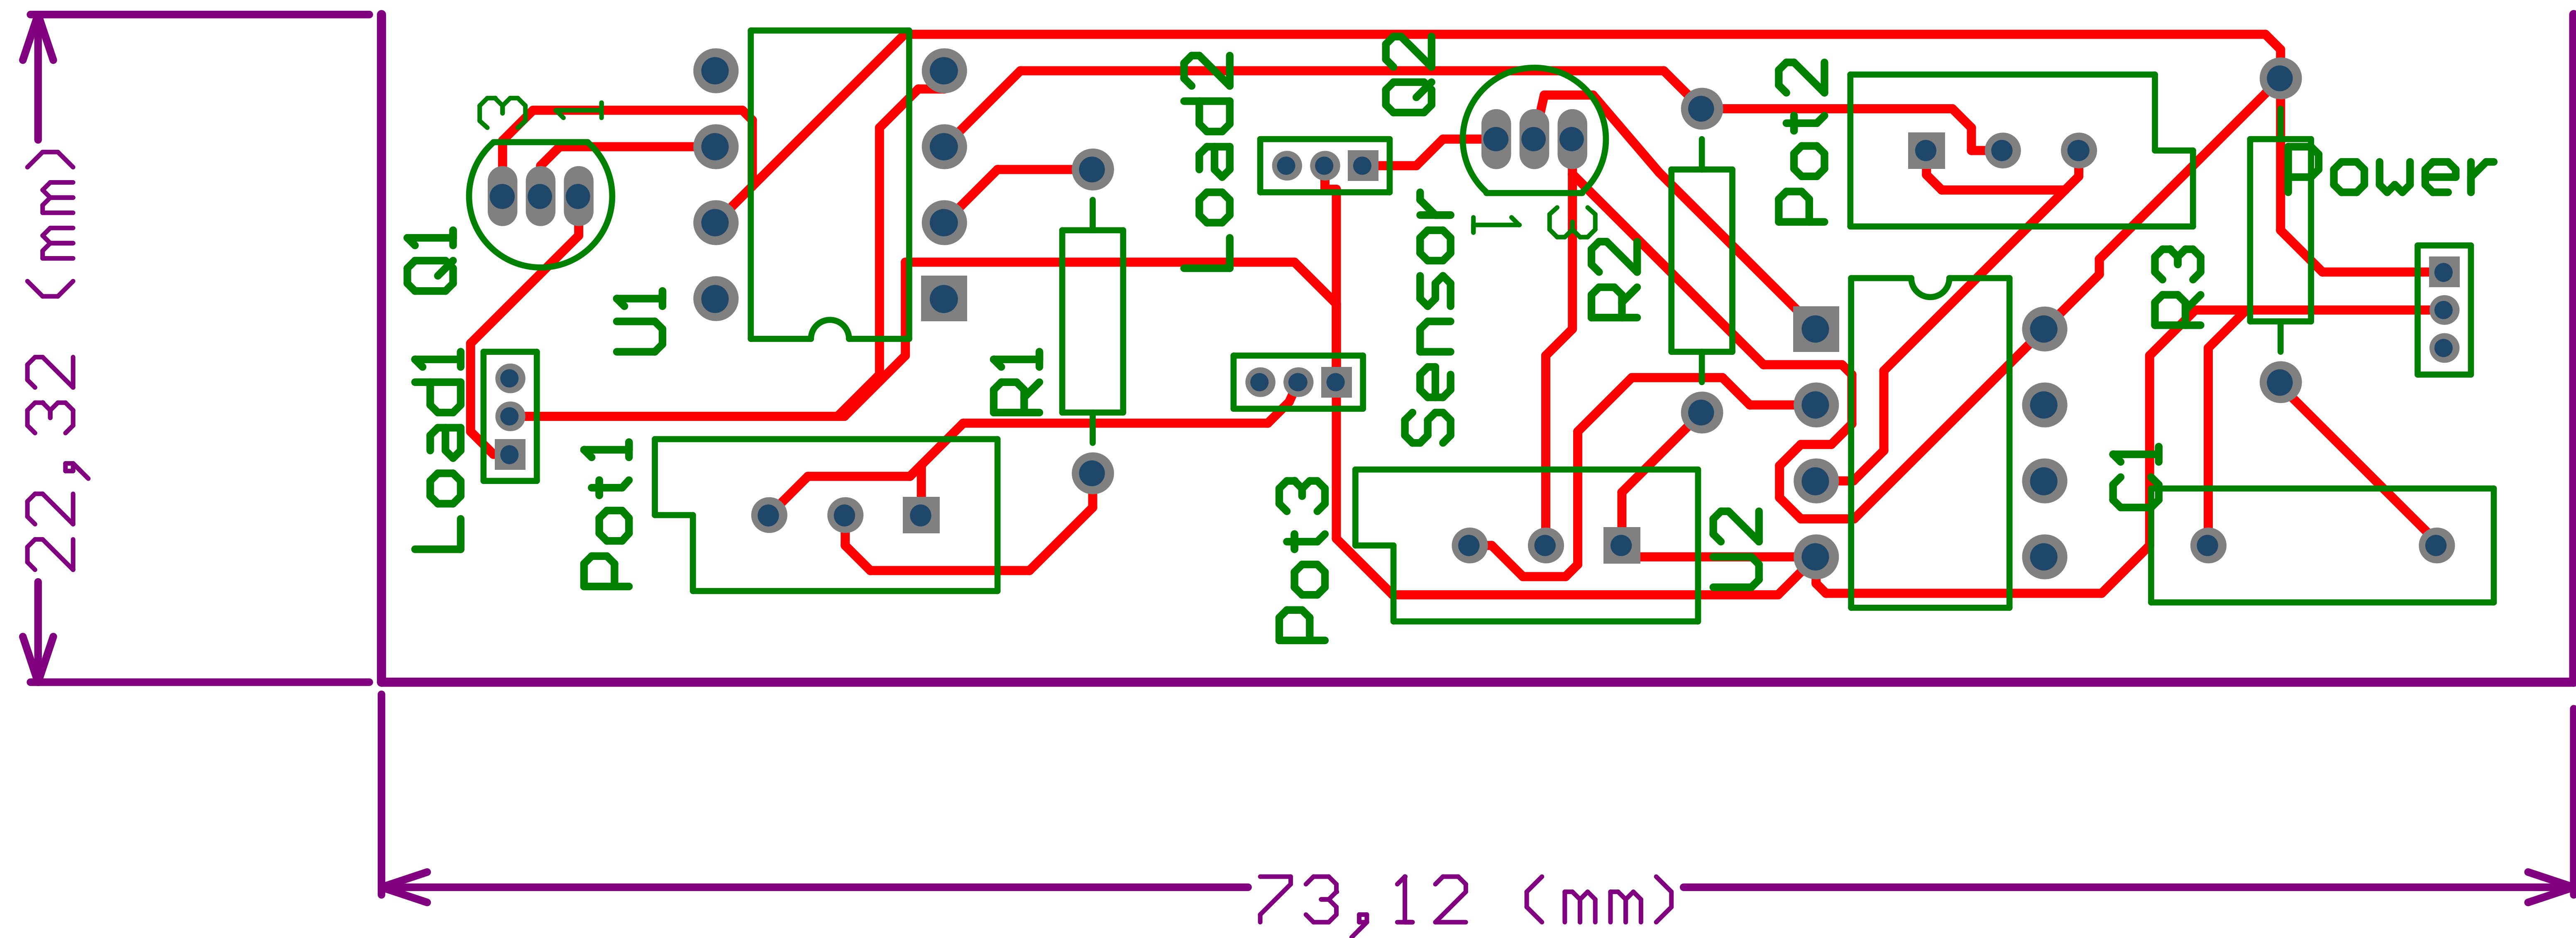 22,32 (mm)
Q1
3
1
U1
Load1
Pot1
R1
Load2
Q2
1
3
Sensor
R2
Pot2
Power
R3
Pot3
U2
C1
73,12 (mm)